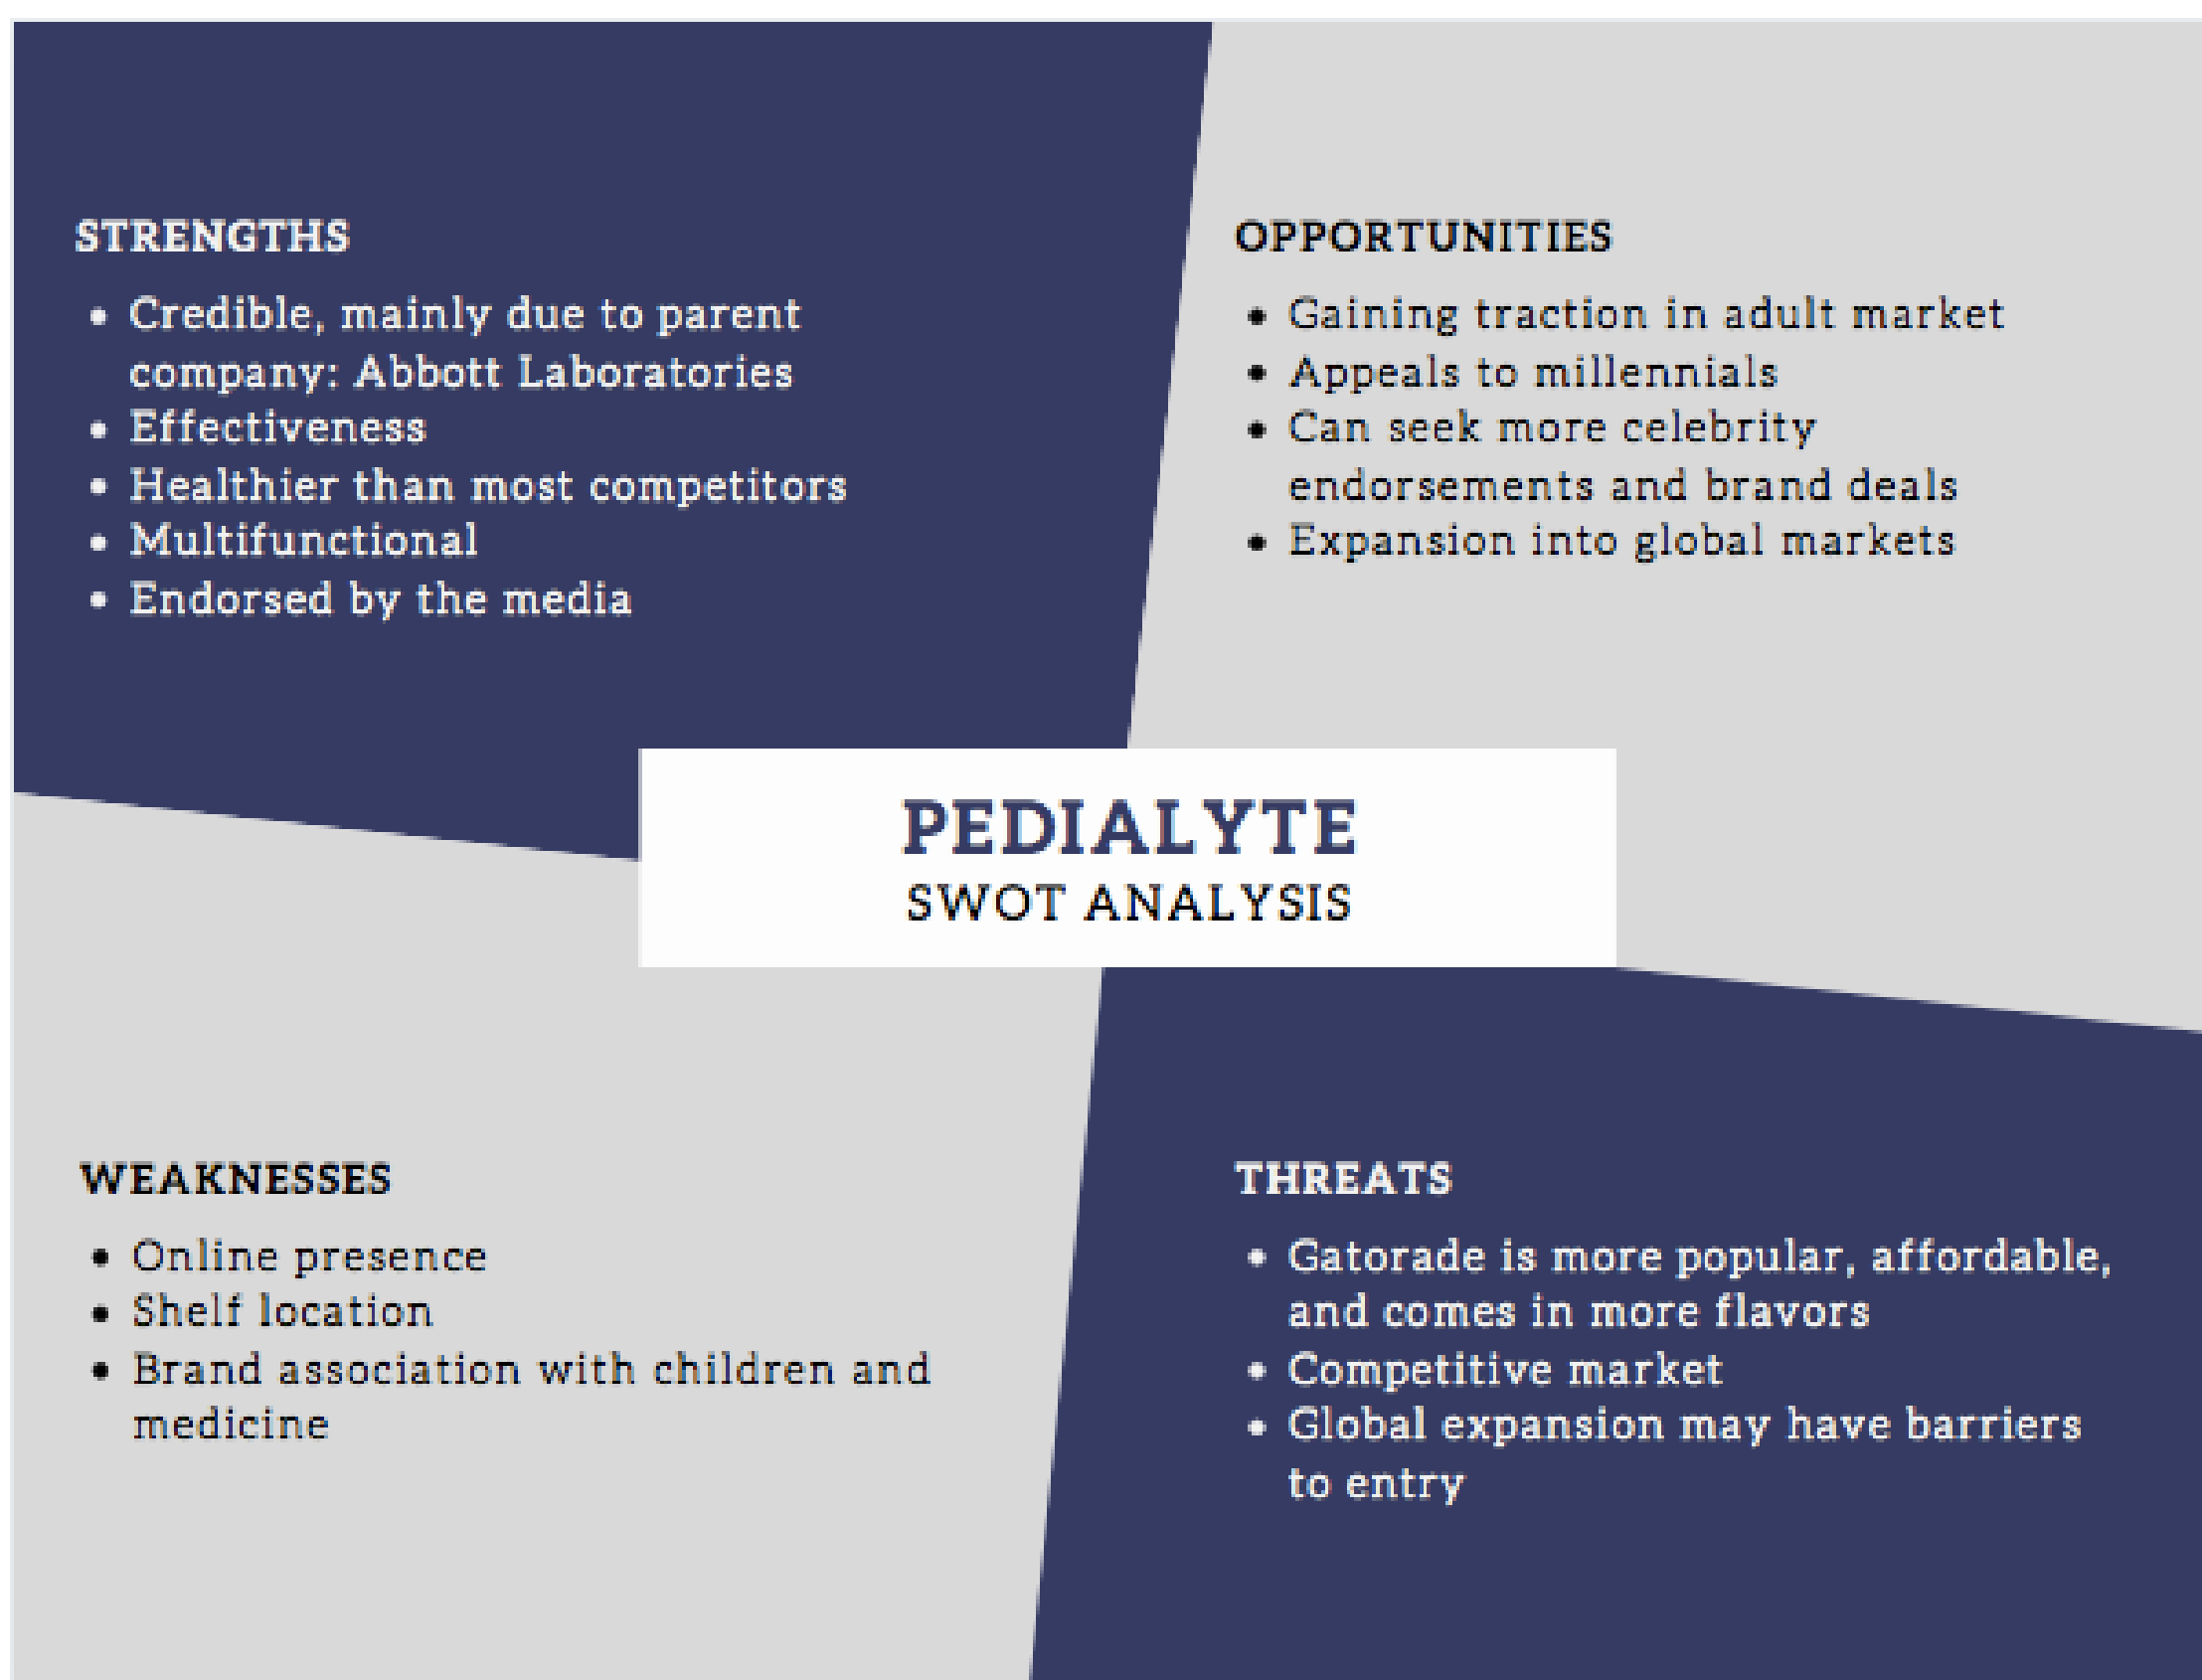 STRENGTHS
• Credible, mainly due to parent
company: Abbott Laboratories
• Effectiveness
• Healthier than most competitors
• Multifunctional
• Endorsed by the media
OPPORTUNITIES
• Gaining traction in adult market
• Appeals to millennials
• Can seek more celebrity
endorsements and brand deals
• Expansion into global markets
PEDIALYTE
SWOT ANALYSIS
WEAKNESSES
• Online presence
• Shelf location
• Brand association with children and
medicine
THREATS
• Gatorade is more popular, affordable,
and comes in more flavors
• Competitive market
• Global expansion may have barriers
to entry